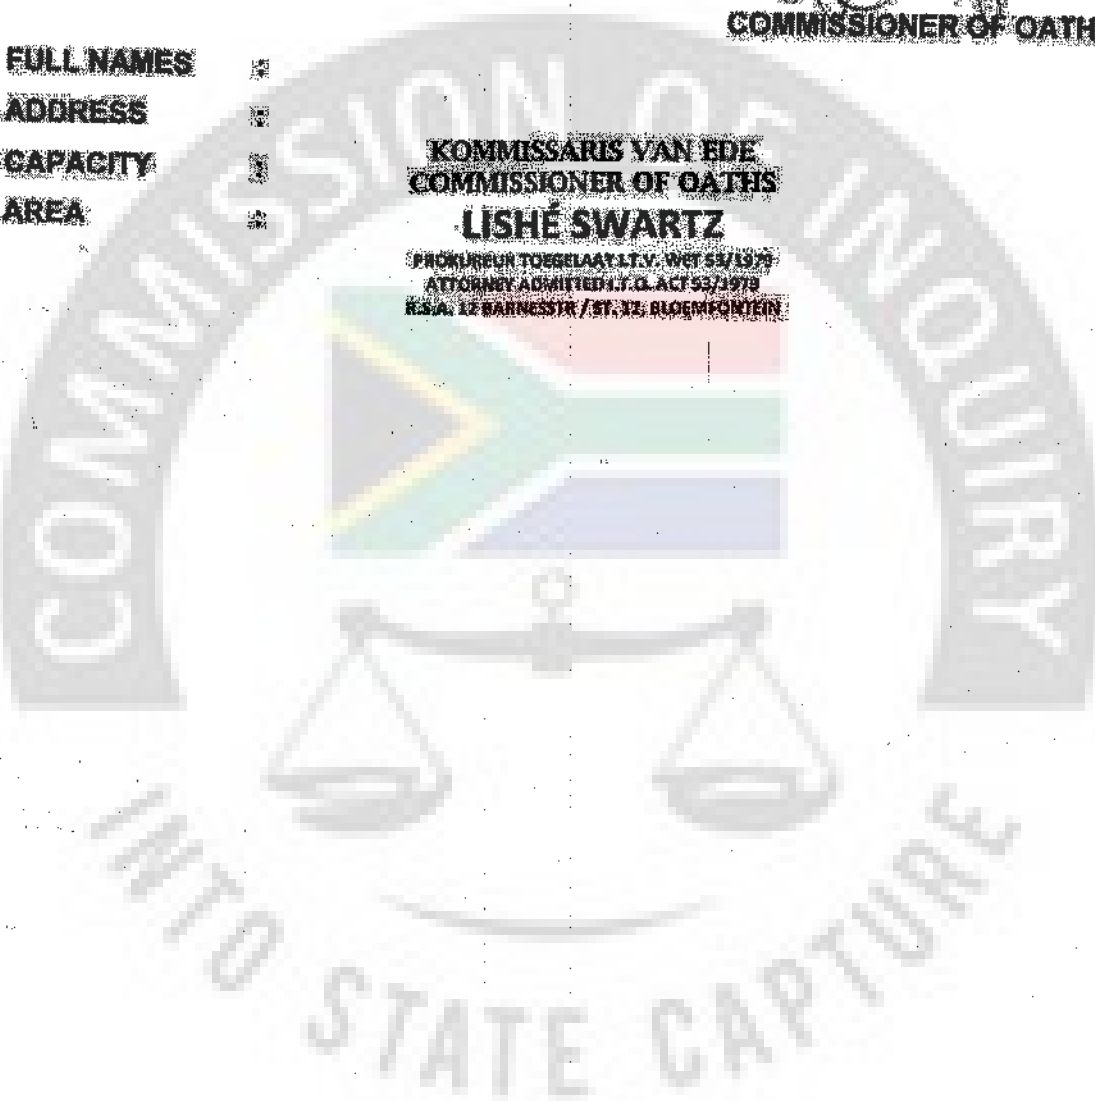 COMMISSIONER OF OATH
FULL NAMES :
ADDRESS :
CAPACITY :
AREA :
KOMMISSARIS VAN EDE
COMMISSIONER OF OATHS
LISHÉ SWARTZ
PROKUREUR TOEGELAAT I.T.V. WET 53/1979
ATTORNEY ADMITTED I.T.O. ACT 53/1979
R.S.A. 12 BARNESSTR / ST. 12, BLOEMFONTEIN
COMMISSION OF INQUIRY
INTO STATE CAPTURE